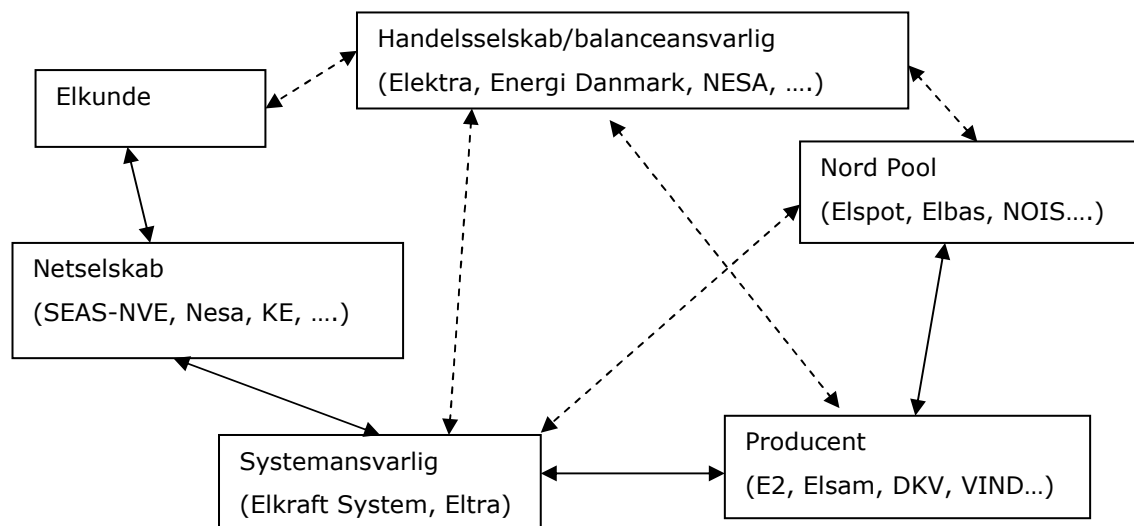 Handelsselskab/balanceansvarlig
(Elektra, Energi Danmark, NESA, ….)
Elkunde
Nord Pool
(Elspot, Elbas, NOIS….)
Netselskab
(SEAS-NVE, Nesa, KE, ….)
Systemansvarlig
(Elkraft System, Eltra)
Producent
(E2, Elsam, DKV, VIND…)